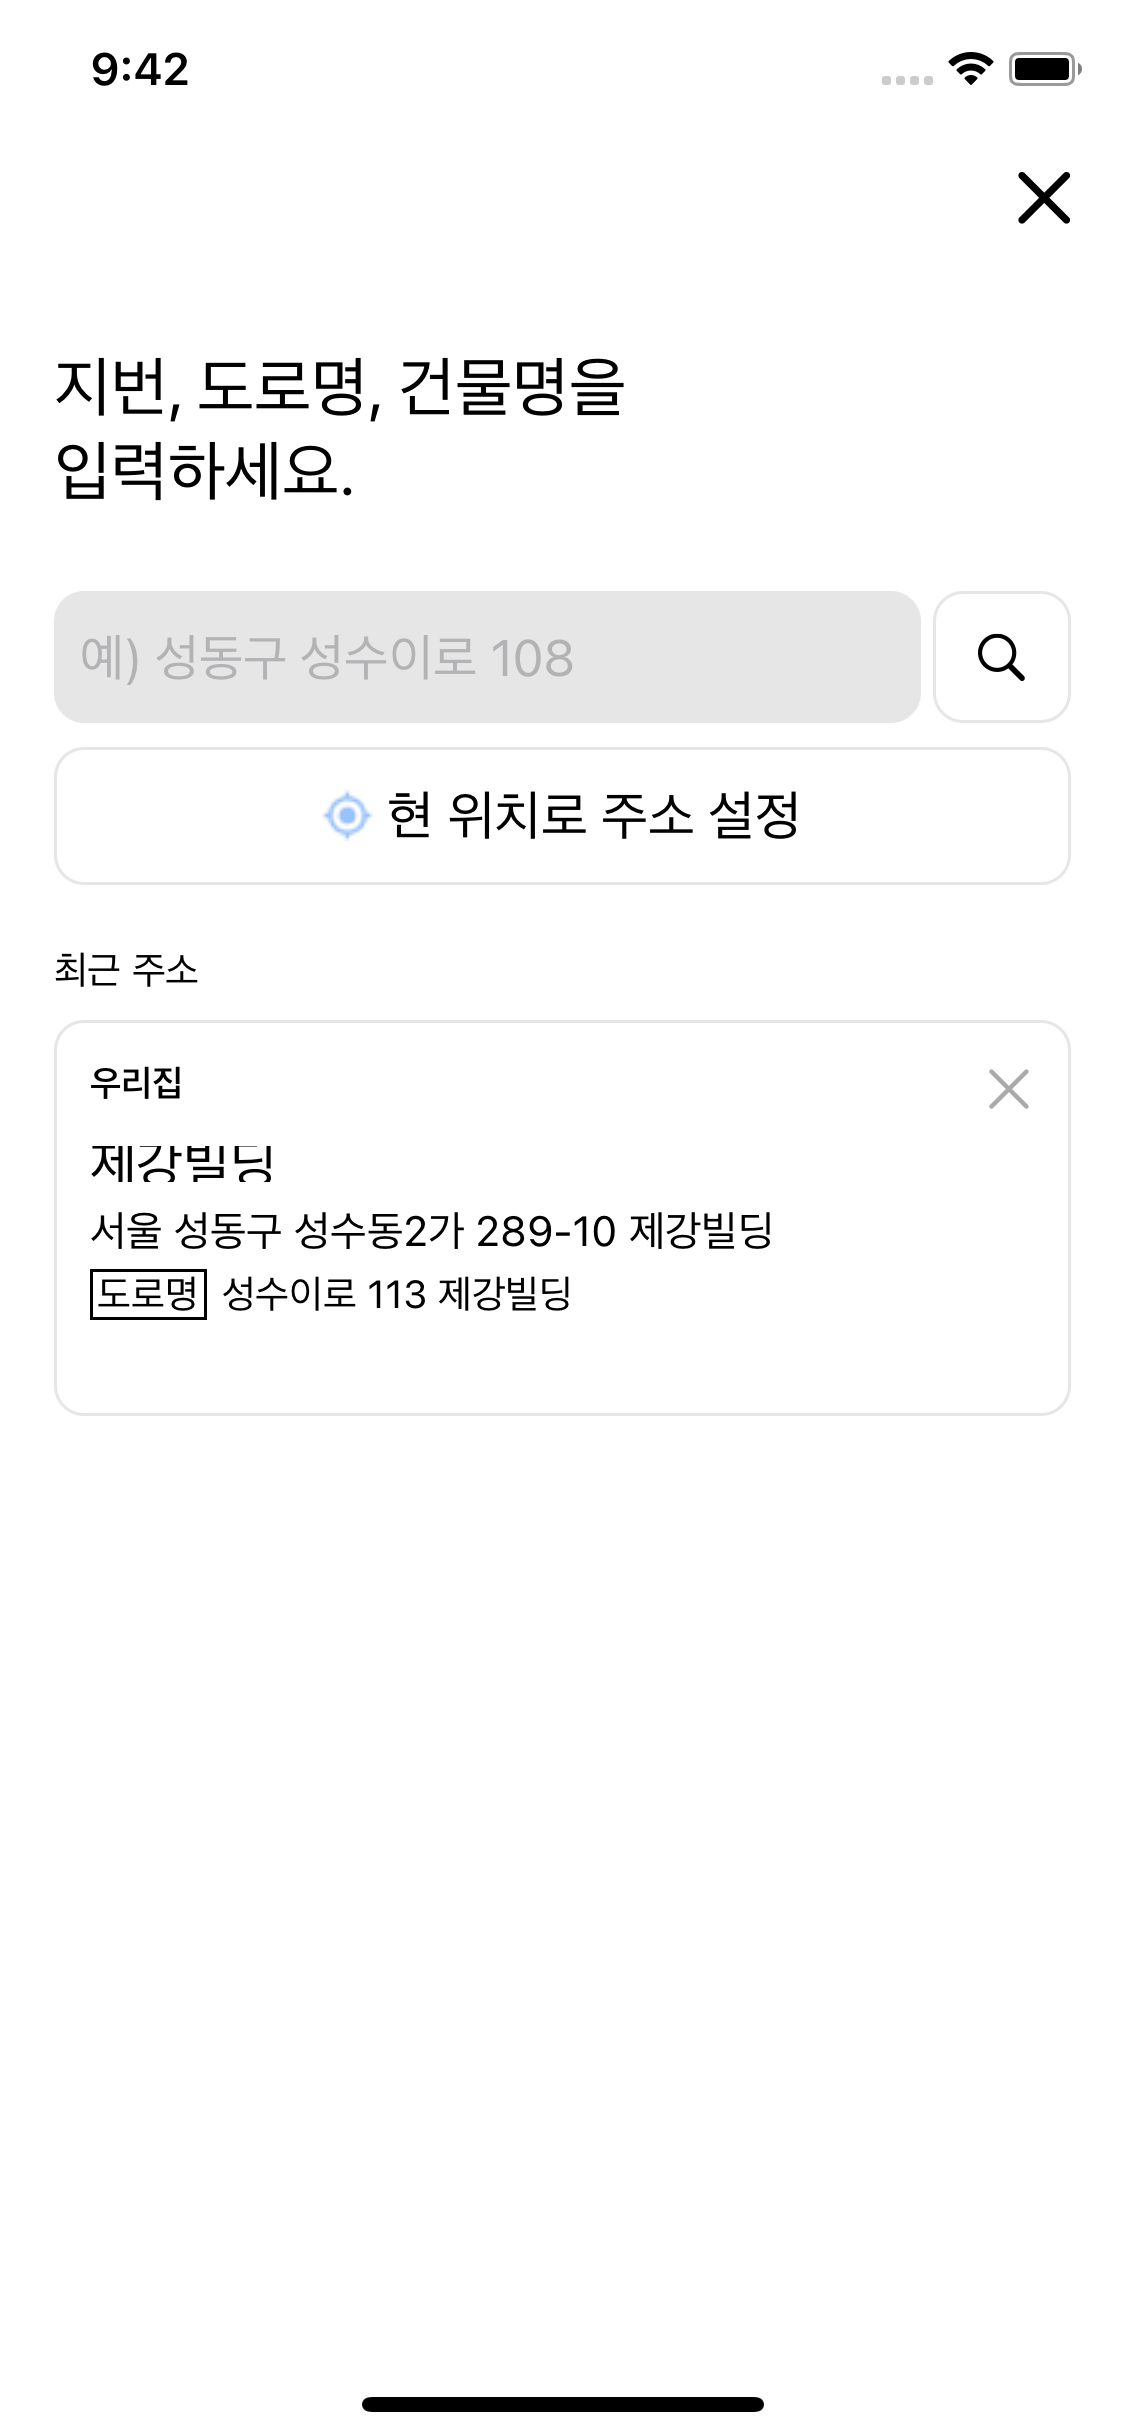 9:42
지번, 도로명, 건물명을
입력하세요.
예) 성동구 성수이로 108
현 위치로 주소 설정
최근 주소
우리집
제강빌딩
서울 성동구 성수동2가 289-10 제강빌딩
도로명 성수이로 113 제강빌딩